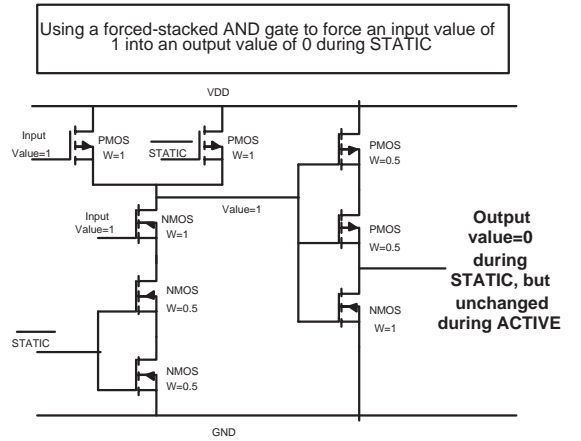 Using a forced-stacked AND gate to force an input value of
1 into an output value of 0 during STATIC
VDD
Input
Value=1
PMOS
W=1
STATIC
PMOS
W=1
PMOS
W=0.5
Input
Value=1
NMOS
W=1
Value=1
PMOS
W=0.5
Output
value=0
during
STATIC, but
unchanged
during ACTIVE
NMOS
W=0.5
NMOS
W=1
STATIC
NMOS
W=0.5
GND